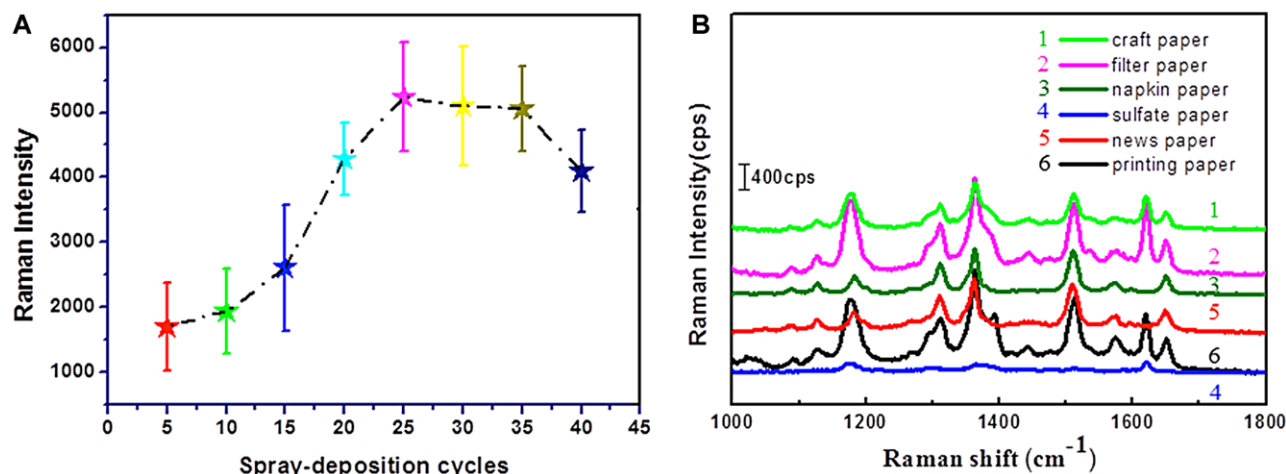 A
Raman Intensity
6000
5000
4000
3000
2000
1000
0 5 10 15 20 25 30 35 40 45
Spray-deposition cycles
B
Raman Intensity(cps)
400cps
1 craft paper
2 filter paper
3 napkin paper
4 sulfate paper
5 news paper
6 printing paper
1
2
3
5
6
4
1000 1200 1400 1600 1800
Raman shift (cm⁻¹)